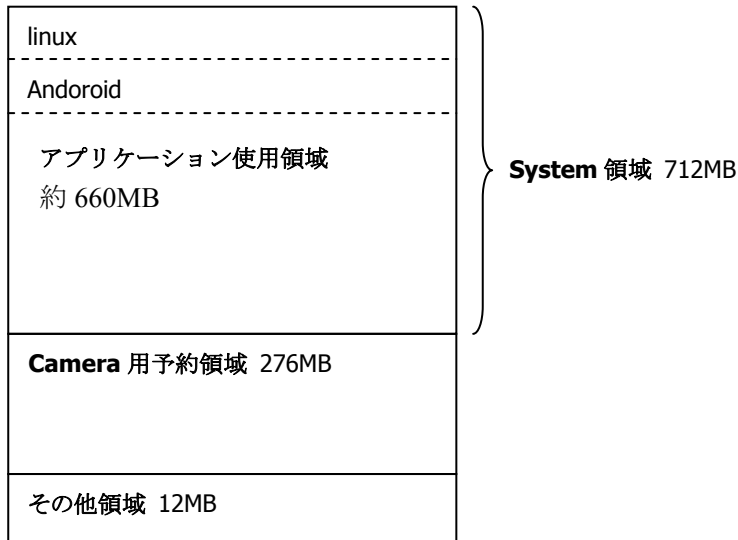 linux
Andoroid
アプリケーション使用領域
約 660MB
System 領域 712MB
Camera 用予約領域 276MB
その他領域 12MB